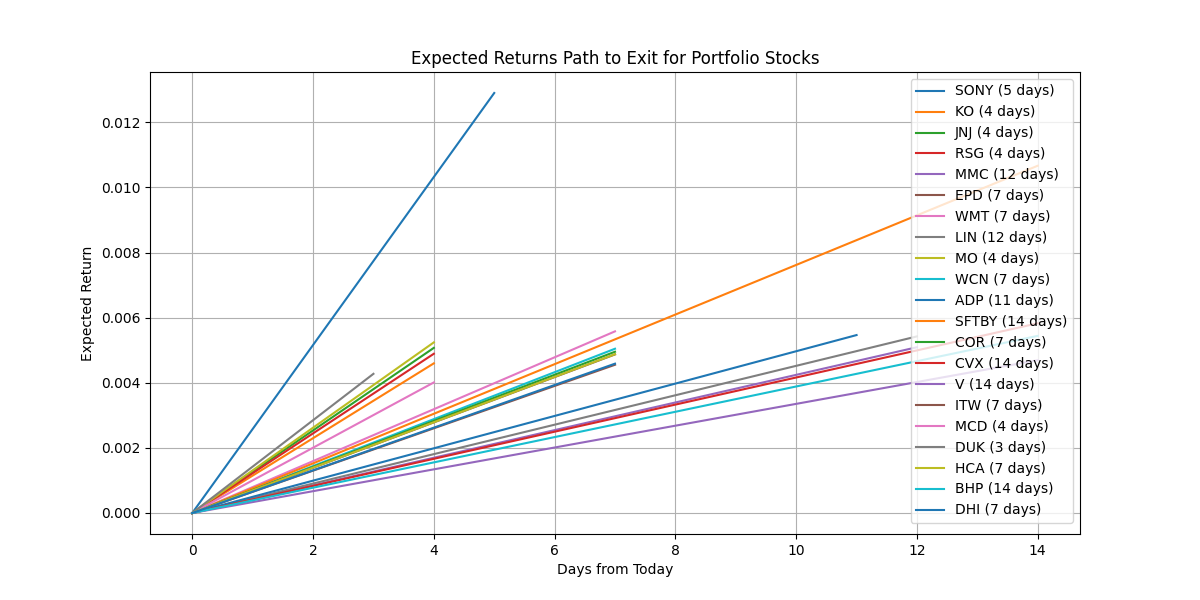 Expected Returns Path to Exit for Portfolio Stocks
Expected Return
0.012
0.010
0.008
0.006
0.004
0.002
0.000
SONY (5 days)
KO (4 days)
JNJ (4 days)
RSG (4 days)
MMC (12 days)
EPD (7 days)
WMT (7 days)
LIN (12 days)
MO (4 days)
WCN (7 days)
ADP (11 days)
SFTBY (14 days)
COR (7 days)
CVX (14 days)
V (14 days)
ITW (7 days)
MCD (4 days)
DUK (3 days)
HCA (7 days)
BHP (14 days)
DHI (7 days)
0 2 4 6 8 10 12 14
Days from Today